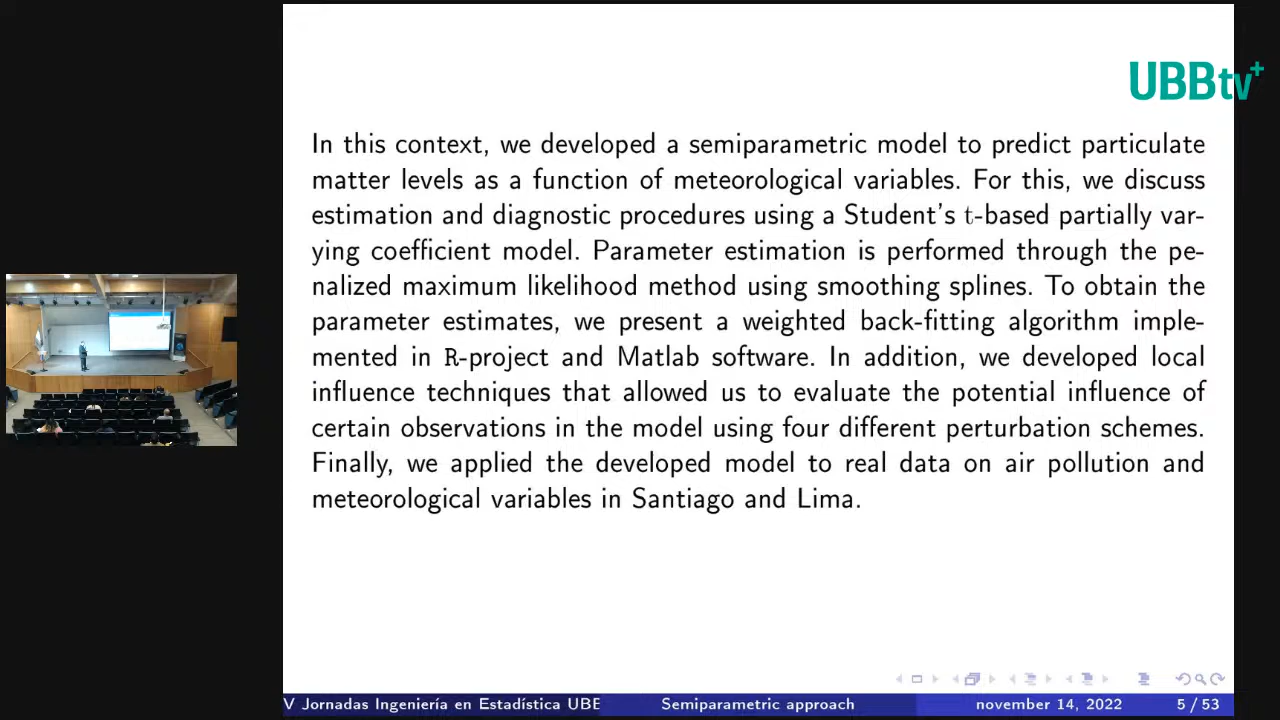 UBBtv+
In this context, we developed a semiparametric model to predict particulate
matter levels as a function of meteorological variables. For this, we discuss
estimation and diagnostic procedures using a Student's t-based partially var-
ying coefficient model. Parameter estimation is performed through the pe-
nalized maximum likelihood method using smoothing splines. To obtain the
parameter estimates, we present a weighted back-fitting algorithm imple-
mented in R-project and Matlab software. In addition, we developed local
influence techniques that allowed us to evaluate the potential influence of
certain observations in the model using four different perturbation schemes.
Finally, we applied the developed model to real data on air pollution and
meteorological variables in Santiago and Lima.
V Jornadas Ingeniería en Estadística UBB Semiparametric approach november 14, 2022 5 / 53